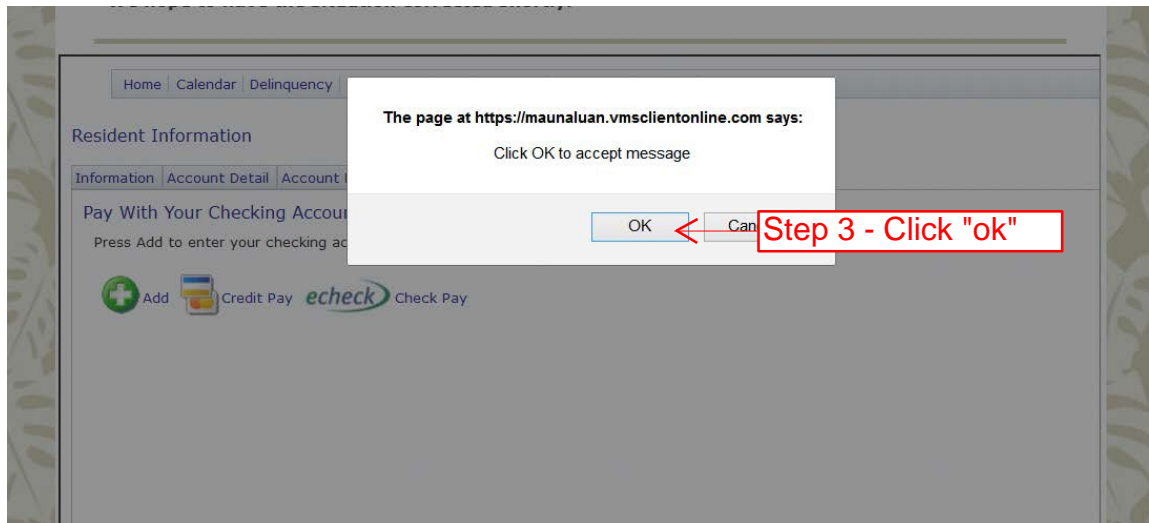 Home Calendar Delinquency
The page at https://maunaluan.vmsclientonline.com says:
Resident Information
Click OK to accept message
Information Account Detail Account
Pay With Your Checking
Press Add to enter your checking
OK
Step 3 - Click "ok"
Add Credit Pay echeck Check Pay